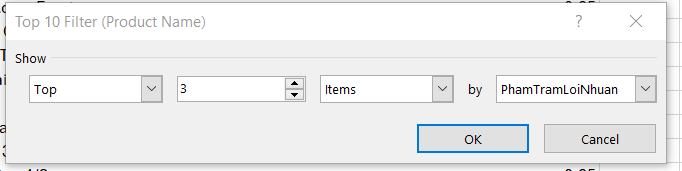 Top 10 Filter (Product Name) ?
Show
Top 3 Items by PhamTramLoiNhuan
OK Cancel